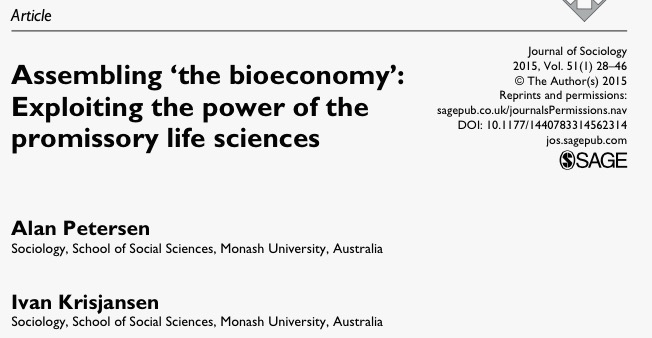 Article
Journal of Sociology
2015, Vol. 51(1) 28–46
© The Author(s) 2015
Reprints and permissions:
sagepub.co.uk/journalsPermissions.nav
DOI: 10.1177/1440783314562314
jos.sagepub.com
SAGE
Assembling ‘the bioeconomy’:
Exploiting the power of the
promissory life sciences
Alan Petersen
Sociology, School of Social Sciences, Monash University, Australia
Ivan Krisjansen
Sociology, School of Social Sciences, Monash University, Australia